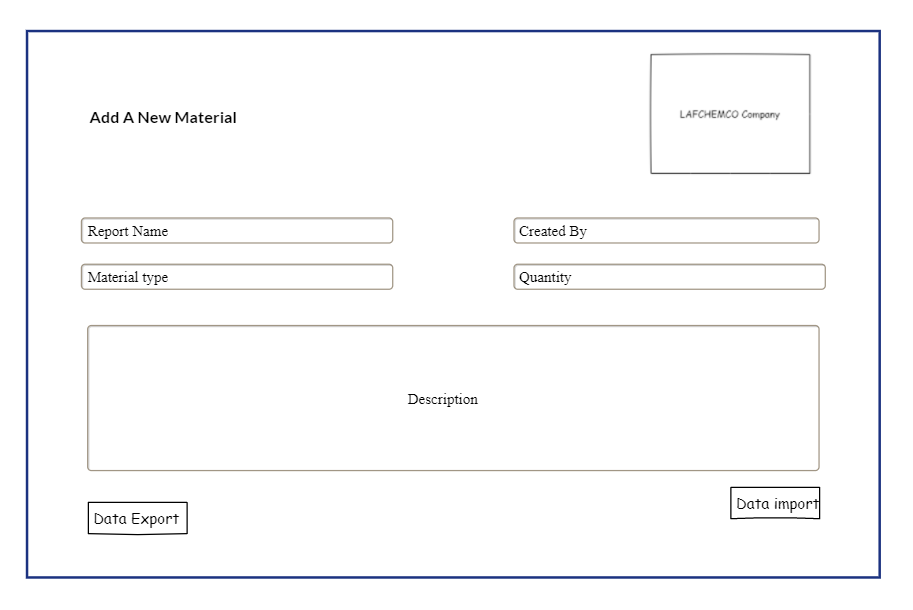 Add A New Material
LAFCHEMCO Company
Report Name
Created By
Material type
Quantity
Description
Data Export
Data import